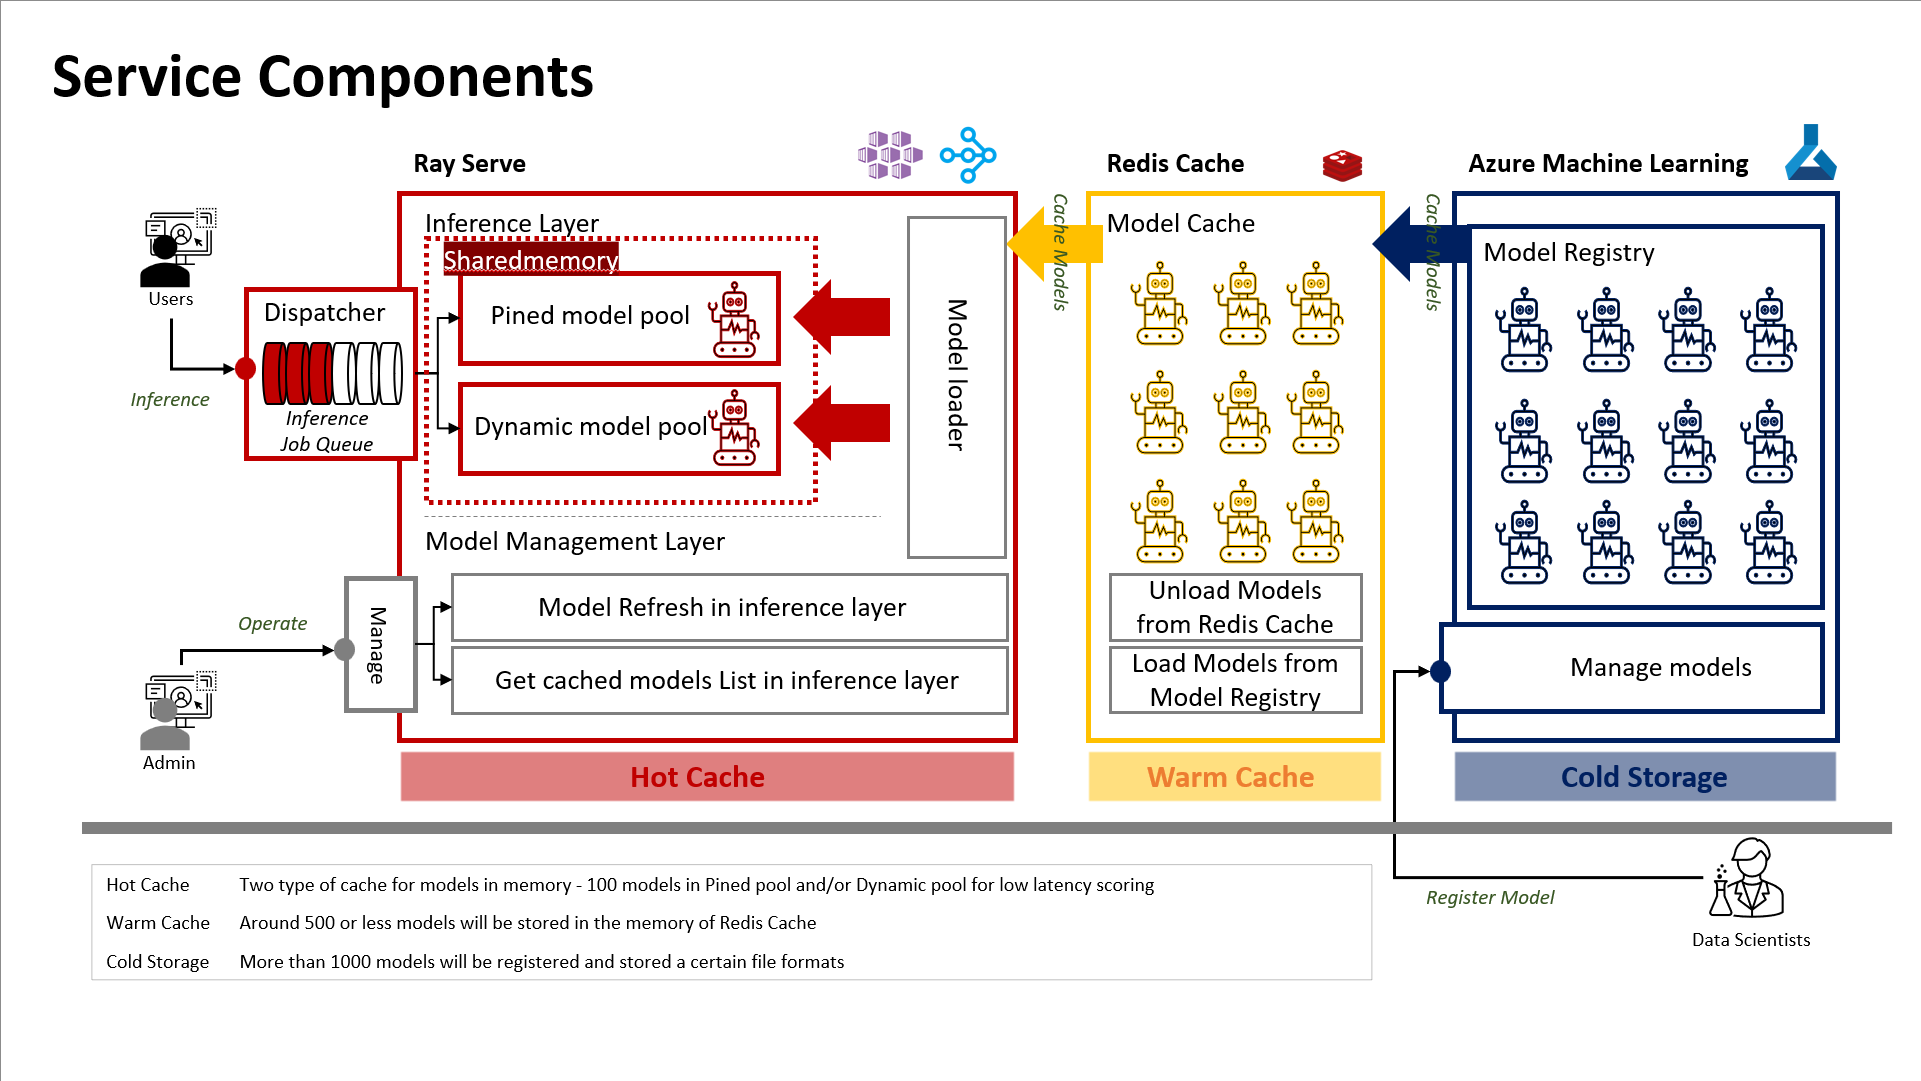 Service Components
Ray Serve
Redis Cache
Azure Machine Learning
Users
Inference
Dispatcher
Inference
Job Queue
Inference Layer
Sharedmemory
Pined model pool
Dynamic model pool
Model loader
Cache Models
Model Cache
Cache Models
Model Registry
Model Management Layer
Operate
Admin
Manage
Model Refresh in inference layer
Get cached models List in inference layer
Unload Models
from Redis Cache
Load Models from
Model Registry
Manage models
Hot Cache
Warm Cache
Cold Storage
Hot Cache Two type of cache for models in memory - 100 models in Pined pool and/or Dynamic pool for low latency scoring
Warm Cache Around 500 or less models will be stored in the memory of Redis Cache
Cold Storage More than 1000 models will be registered and stored a certain file formats
Register Model
Data Scientists